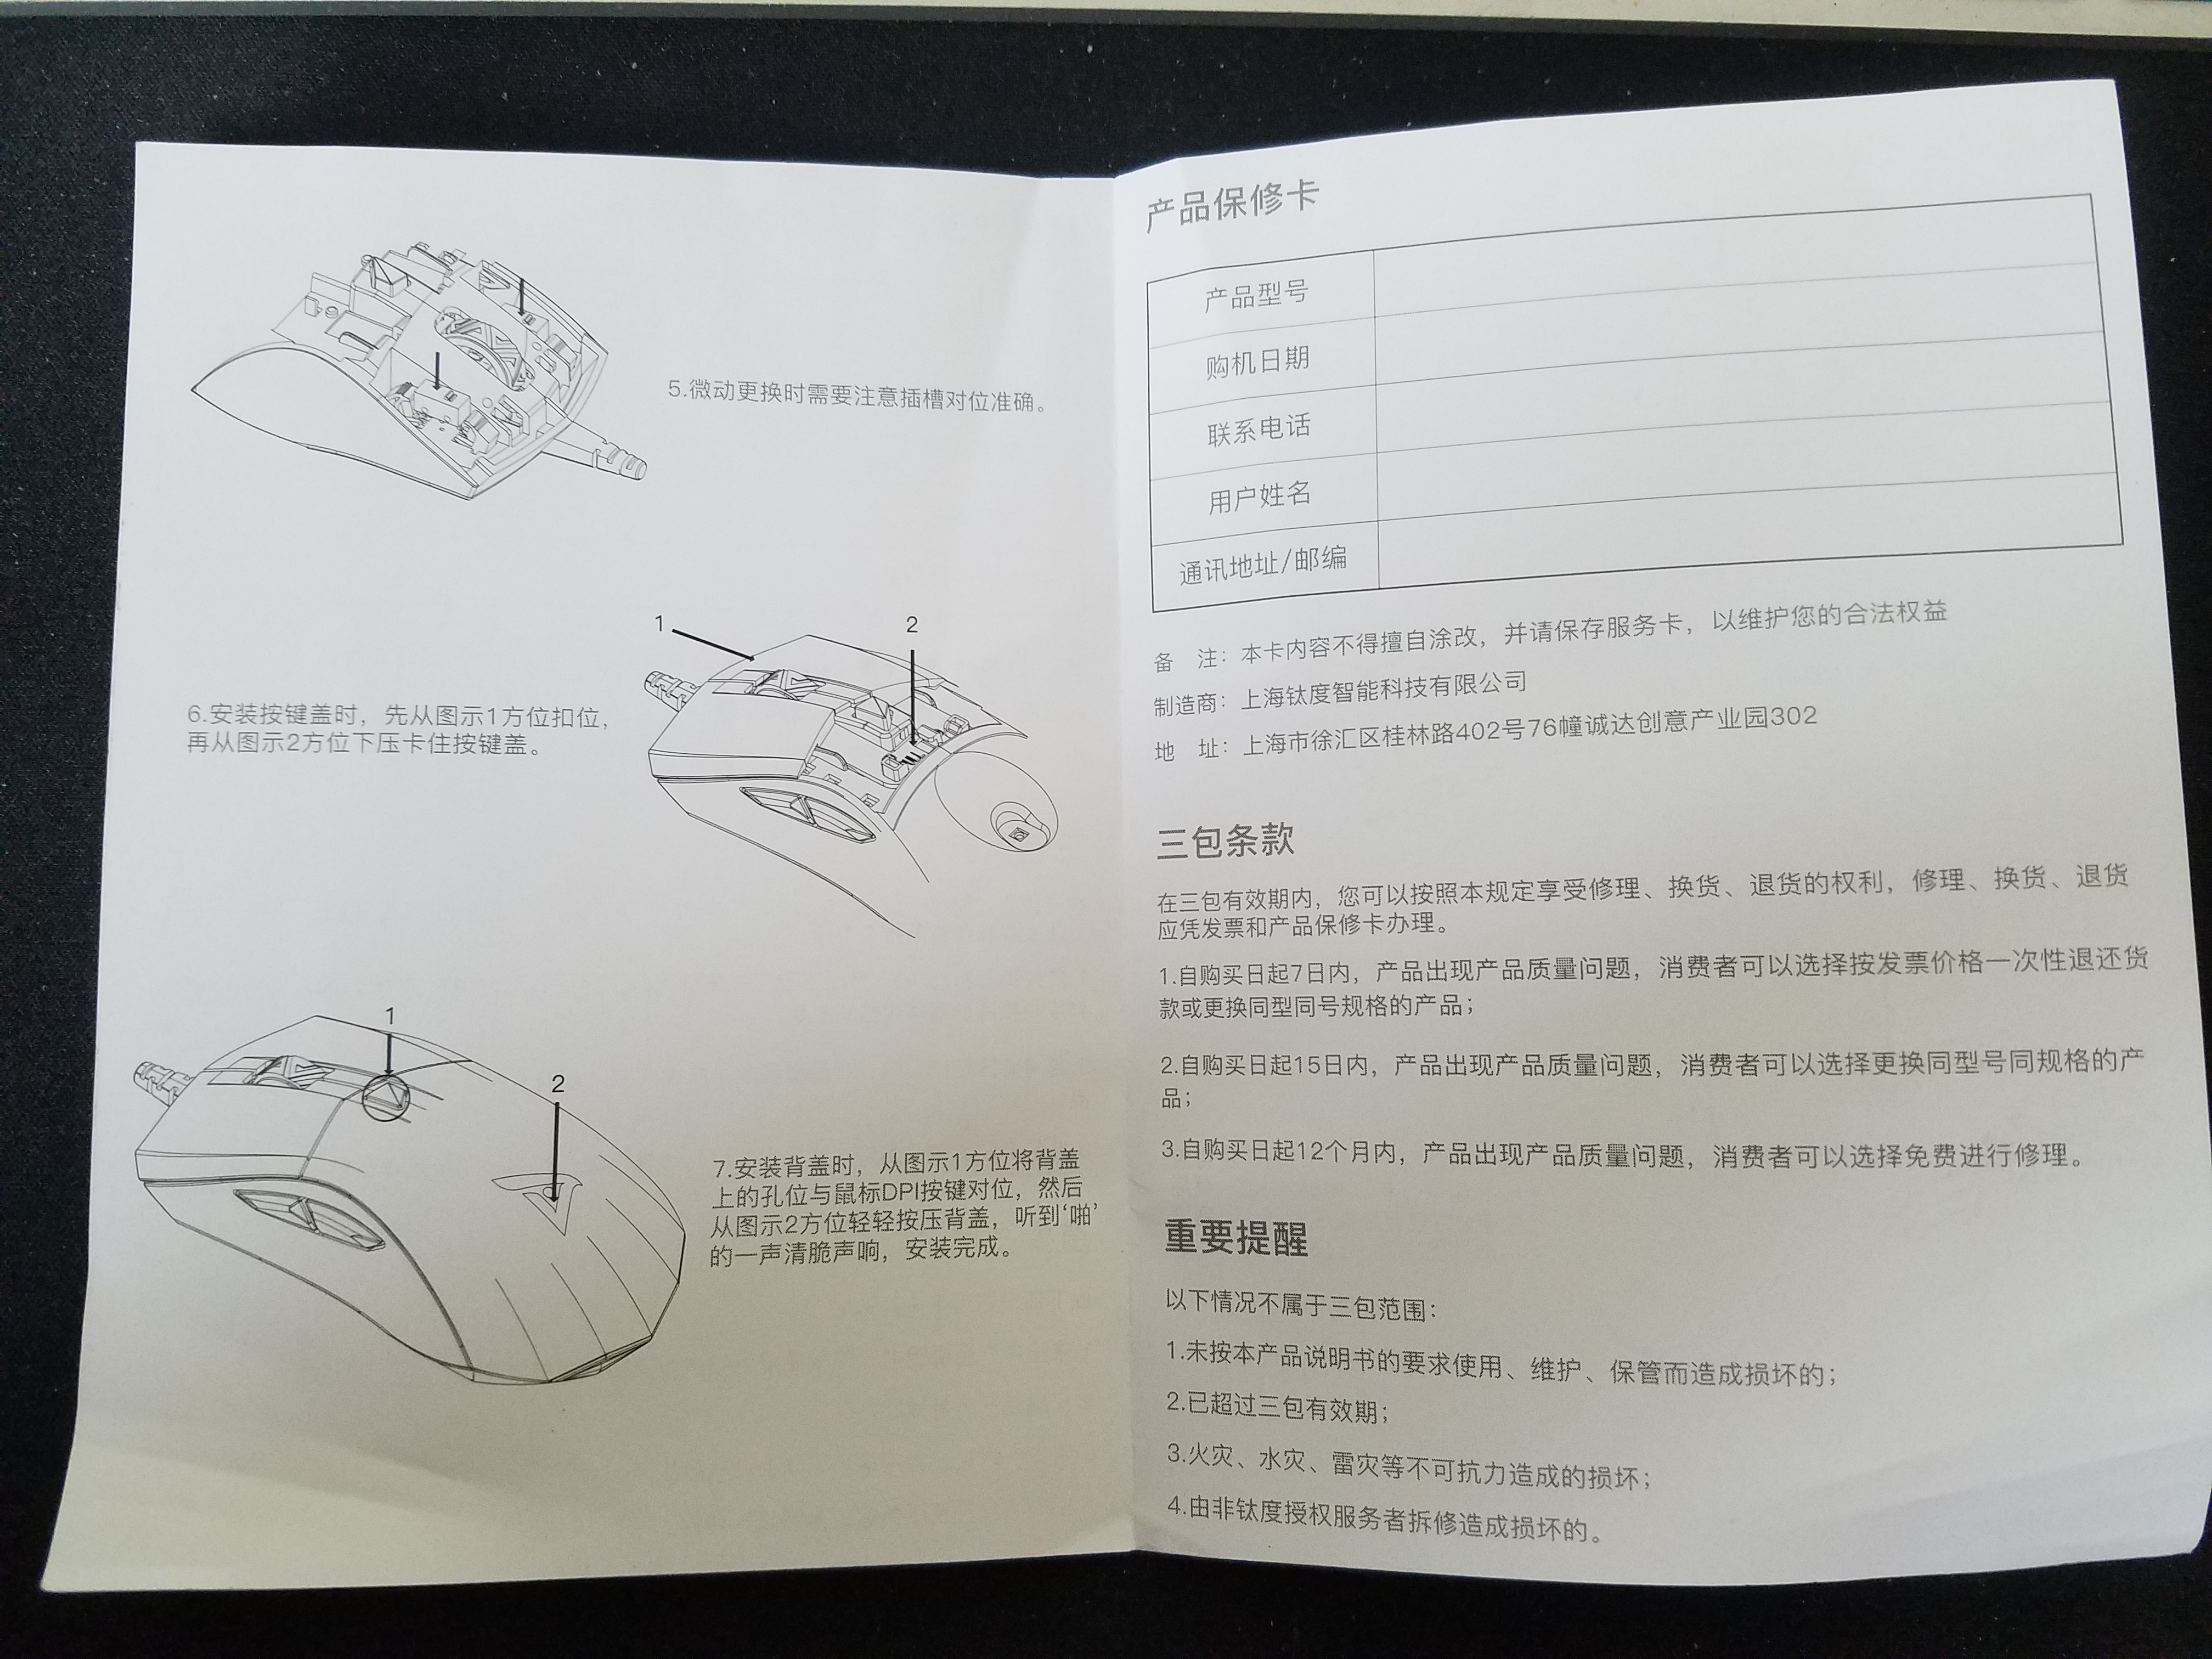 5.微动更换时需要注意插槽对位准确。
1
2
6.安装按键盖时，先从图示1方位扣位，
再从图示2方位下压卡住按键盖。
1
2
7.安装背盖时，从图示1方位将背盖
上的孔位与鼠标DPI按键对位，然后
从图示2方位轻轻按压背盖，听到‘啪’
的一声清脆声响，安装完成。
产品保修卡
产品型号
购机日期
联系电话
用户姓名
通讯地址/邮编
备　注：本卡内容不得擅自涂改，并请保存服务卡，以维护您的合法权益
制造商：上海钛度智能科技有限公司
地　址：上海市徐汇区桂林路402号76幢诚达创意产业园302
三包条款
在三包有效期内，您可以按照本规定享受修理、换货、退货的权利，修理、换货、退货
应凭发票和产品保修卡办理。
1.自购买日起7日内，产品出现产品质量问题，消费者可以选择按发票价格一次性退还货
款或更换同型同号规格的产品；
2.自购买日起15日内，产品出现产品质量问题，消费者可以选择更换同型号同规格的产
品；
3.自购买日起12个月内，产品出现产品质量问题，消费者可以选择免费进行修理。
重要提醒
以下情况不属于三包范围：
1.未按本产品说明书的要求使用、维护、保管而造成损坏的；
2.已超过三包有效期；
3.火灾、水灾、雷灾等不可抗力造成的损坏；
4.由非钛度授权服务者拆修造成损坏的。